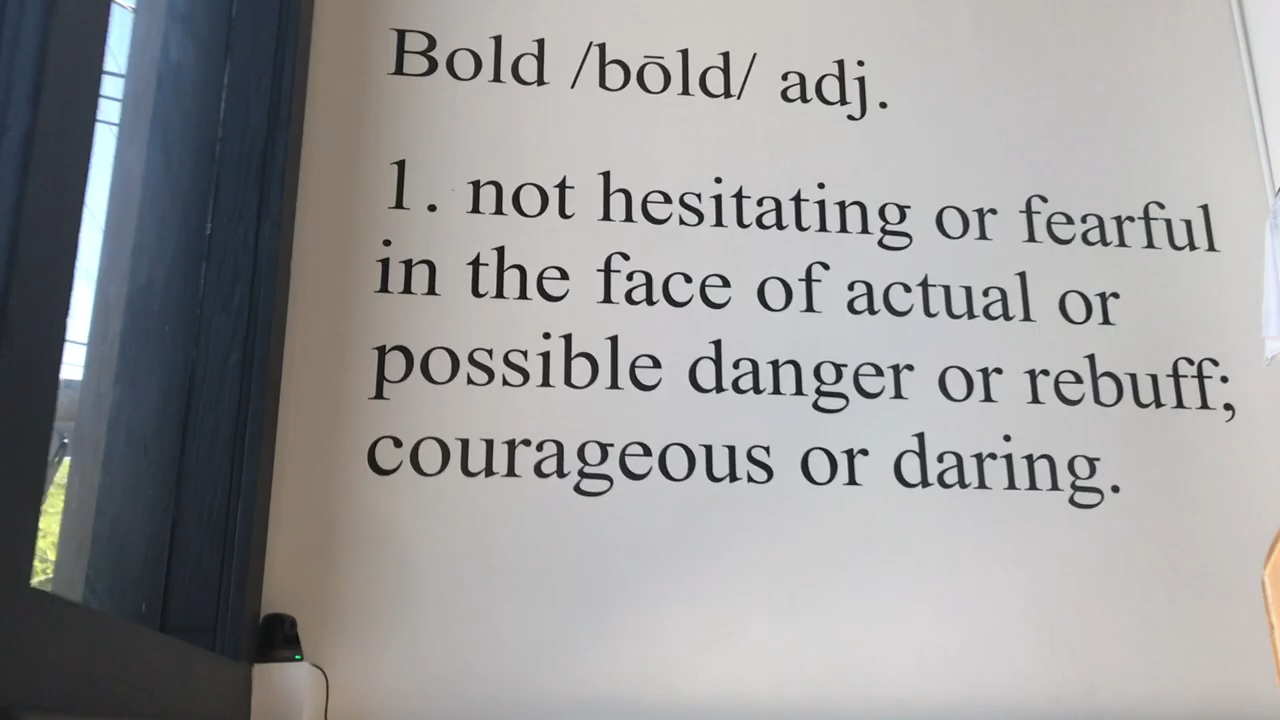 Bold /bōld/ adj.
1. not hesitating or fearful
in the face of actual or
possible danger or rebuff;
courageous or daring.